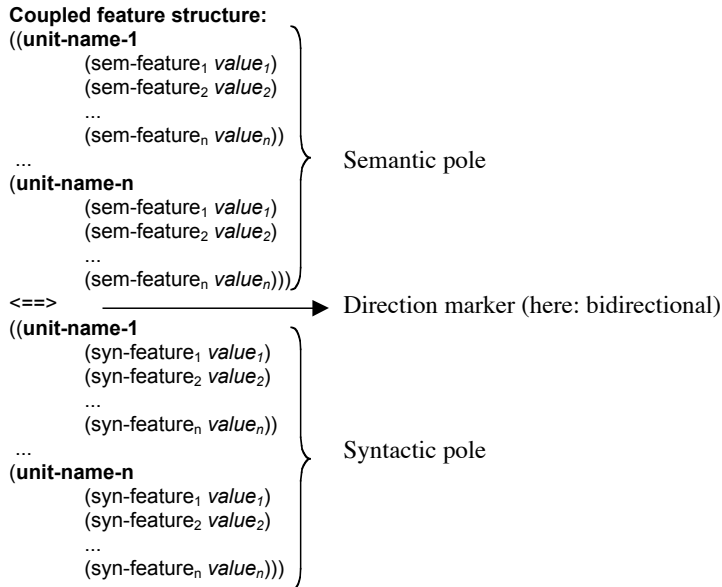 Coupled feature structure:
((unit-name-1
(sem-feature₁ value₁)
(sem-feature₂ value₂)
...
(sem-featureₙ valueₙ))
...
Semantic pole
(unit-name-n
(sem-feature₁ value₁)
(sem-feature₂ value₂)
...
(sem-featureₙ valueₙ)))
<==> Direction marker (here: bidirectional)
((unit-name-1
(syn-feature₁ value₁)
(syn-feature₂ value₂)
...
(syn-featureₙ valueₙ))
... Syntactic pole
(unit-name-n
(syn-feature₁ value₁)
(syn-feature₂ value₂)
...
(syn-featureₙ valueₙ)))